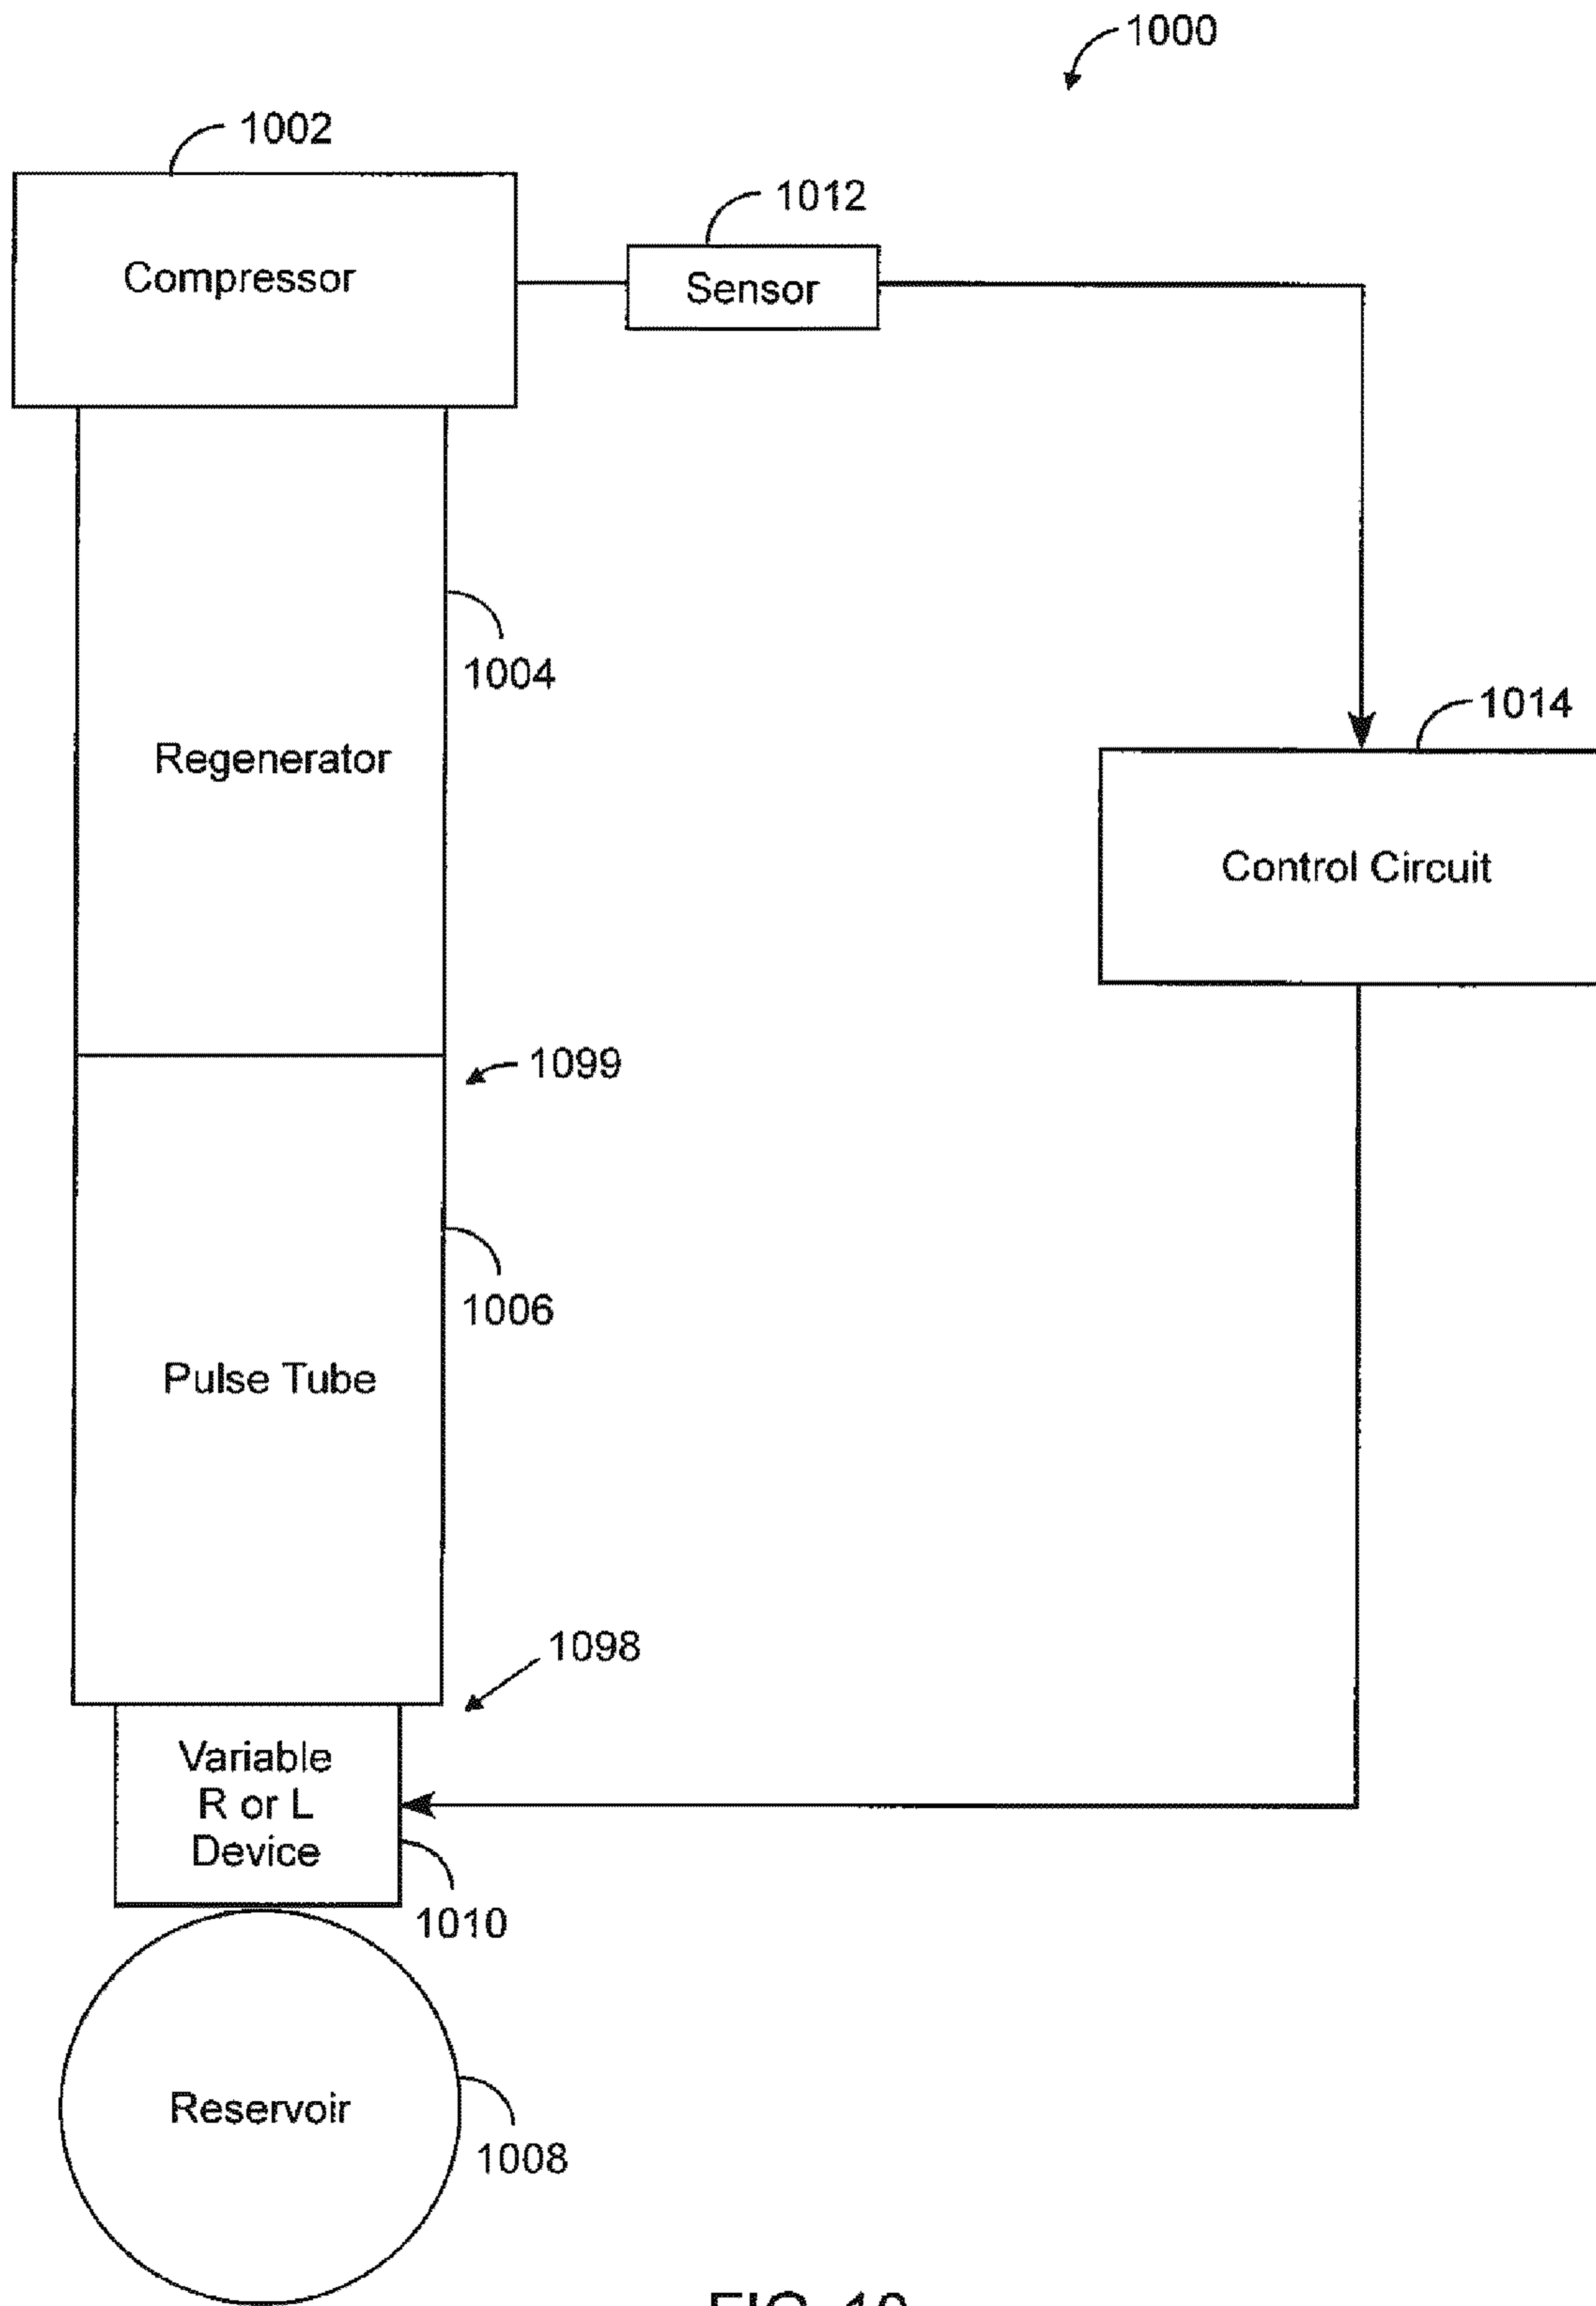 1000
1002
1012
Compressor
Sensor
1004
1014
Regenerator
Control Circuit
1099
1006
Pulse Tube
1098
Variable
R or L
Device
1010
Reservoir
1008